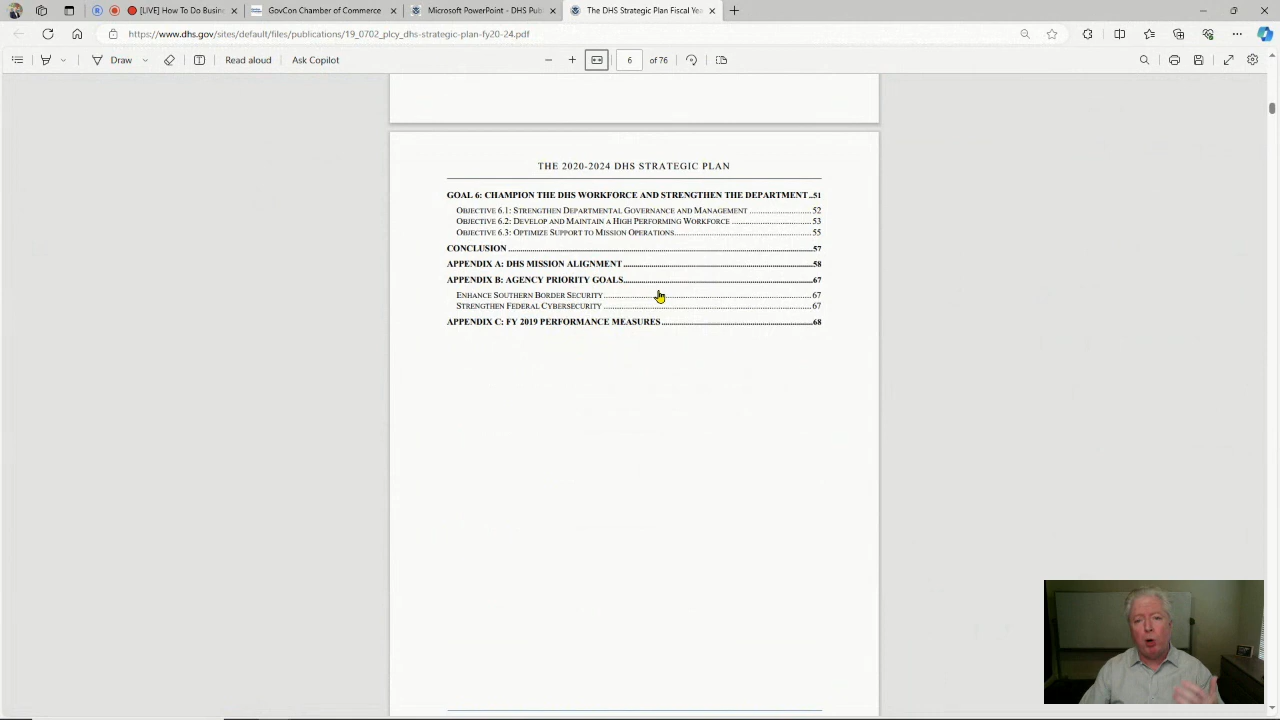 [LIVE] How To Do Busine
GovCon Chamber of Commerce
Microsoft PowerPoint - DHS Pub
The DHS Strategic Plan Fiscal Yea
https://www.dhs.gov/sites/default/files/publications/19_0702_plcy_dhs-strategic-plan-fy20-24.pdf
Draw
Read aloud
Ask Copilot
6 of 76
THE 2020-2024 DHS STRATEGIC PLAN
GOAL 6: CHAMPION THE DHS WORKFORCE AND STRENGTHEN THE DEPARTMENT..51
OBJECTIVE 6.1: STRENGTHEN DEPARTMENTAL GOVERNANCE AND MANAGEMENT ........................ 52
OBJECTIVE 6.2: DEVELOP AND MAINTAIN A HIGH PERFORMING WORKFORCE .............................. 53
OBJECTIVE 6.3: OPTIMIZE SUPPORT TO MISSION OPERATIONS.................................................... 55
CONCLUSION ..............................................................................................................57
APPENDIX A: DHS MISSION ALIGNMENT .....................................................................58
APPENDIX B: AGENCY PRIORITY GOALS......................................................................67
ENHANCE SOUTHERN BORDER SECURITY ............................................................................ 67
STRENGTHEN FEDERAL CYBERSECURITY ............................................................................ 67
APPENDIX C: FY 2019 PERFORMANCE MEASURES ......................................................68